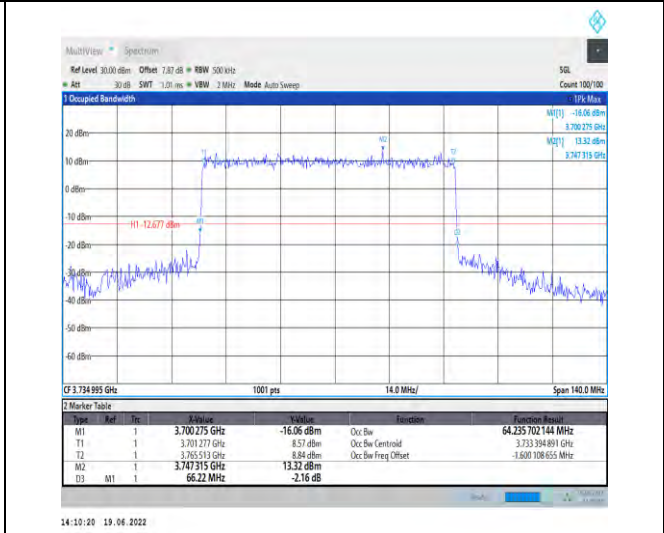 MultiView Spectrum
Ref Level 30.00 dBm Offset 7.87 dB RBW 500 kHz SGL
Att 30 dB SWT 1.01 ms VBW 2 MHz Mode Auto Sweep Count 100/100
1 Occupied Bandwidth 1Pk Max
M1[1] -16.06 dBm
3.700 275 GHz
M2[1] 13.32 dBm
3.747 315 GHz
20 dBm
M2
T1 T2
10 dBm
0 dBm
-10 dBm
H1 -12.677 dBm
M1
D3
-30 dBm
-40 dBm
-50 dBm
-60 dBm
CF 3.734 995 GHz 1001 pts 14.0 MHz/ Span 140.0 MHz
2 Marker Table
Type Ref Trc X-Value Y-Value Function Function Result
M1 1 3.700 275 GHz -16.06 dBm Occ Bw 64.235 702 144 MHz
T1 1 3.701 277 GHz 8.57 dBm Occ Bw Centroid 3.733 394 891 GHz
T2 1 3.765 513 GHz 8.84 dBm Occ Bw Freq Offset -1.600 108 655 MHz
M2 1 3.747 315 GHz 13.32 dBm
D3 M1 1 66.22 MHz -2.16 dB
14:10:20 19.06.2022